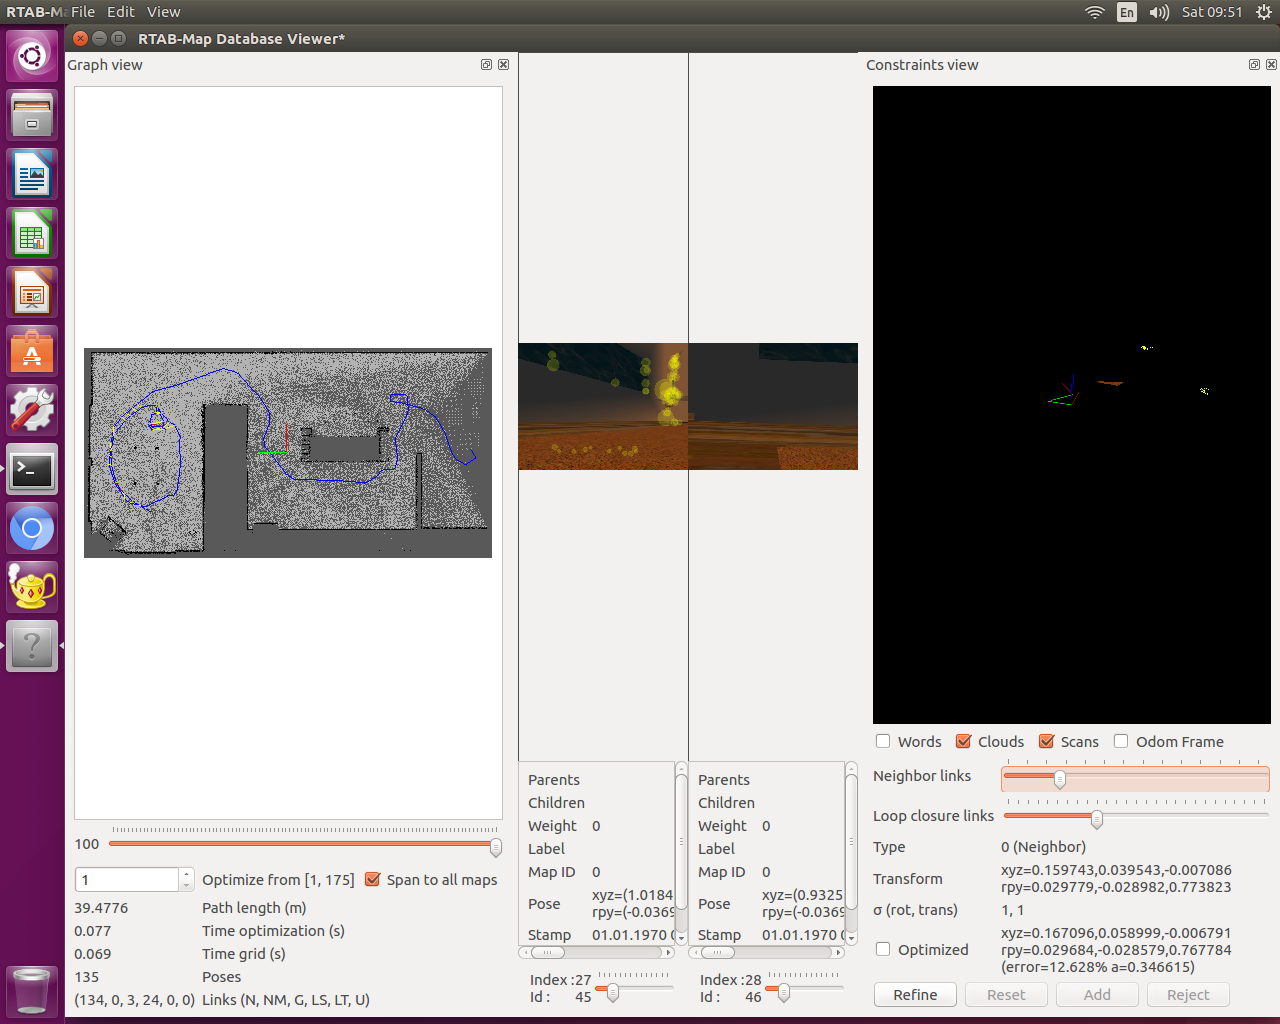 RTAB-Ma File Edit View
En
Sat 09:51
RTAB-Map Database Viewer*
Graph view
100
1
Optimize from [1, 175]
Span to all maps
39.4776 Path length (m)
0.077 Time optimization (s)
0.069 Time grid (s)
135 Poses
(134, 0, 3, 24, 0, 0) Links (N, NM, G, LS, LT, U)
Parents
Children
Weight 0
Label
Map ID 0
Pose xyz=(1.0184
rpy=(-0.0369
Stamp 01.01.1970 0
Index :27
Id : 45
Parents
Children
Weight 0
Label
Map ID 0
Pose xyz=(0.9325
rpy=(-0.0369
Stamp 01.01.1970 0
Index :28
Id : 46
Constraints view
Words Clouds Scans Odom Frame
Neighbor links
Loop closure links
Type 0 (Neighbor)
Transform xyz=0.159743,0.039543,-0.007086
rpy=0.029779,-0.028982,0.773823
σ (rot, trans) 1, 1
Optimized xyz=0.167096,0.058999,-0.006791
rpy=0.029684,-0.028579,0.767784
(error=12.628% a=0.346615)
Refine Reset Add Reject